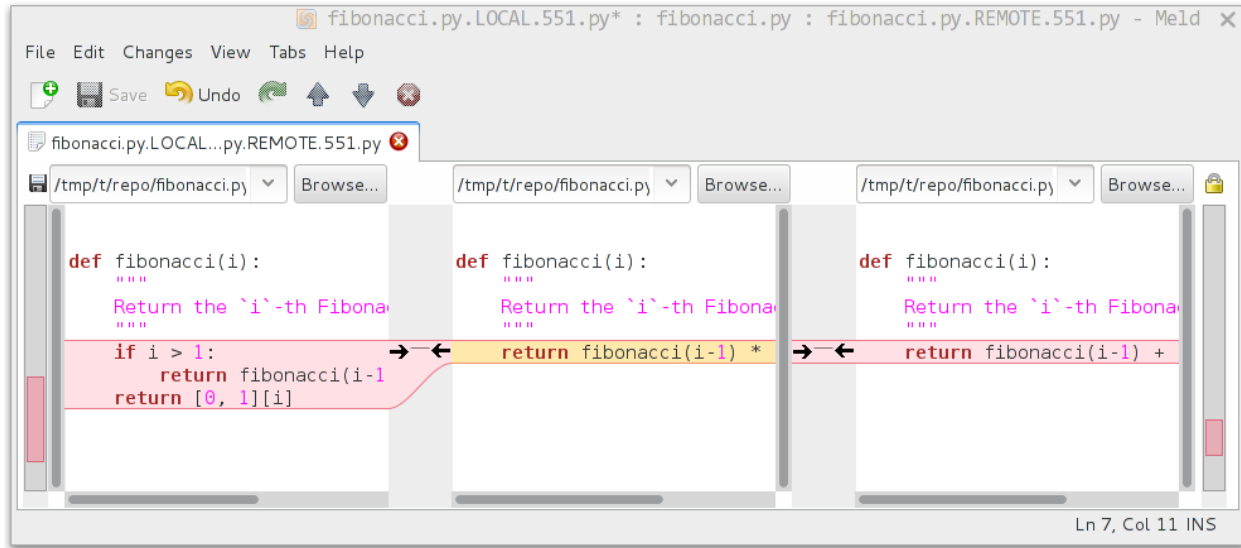 fibonacci.py.LOCAL.551.py* : fibonacci.py : fibonacci.py.REMOTE.551.py - Meld
File Edit Changes View Tabs Help
Save Undo
fibonacci.py.LOCAL...py.REMOTE.551.py
/tmp/t/repo/fibonacci.py Browse... /tmp/t/repo/fibonacci.py Browse... /tmp/t/repo/fibonacci.py Browse...
def fibonacci(i):
"""
Return the `i`-th Fibonac
"""
if i > 1:
return fibonacci(i-1
return [0, 1][i]
def fibonacci(i):
"""
Return the `i`-th Fibona
"""
return fibonacci(i-1) *
def fibonacci(i):
"""
Return the `i`-th Fibona
"""
return fibonacci(i-1) +
Ln 7, Col 11 INS